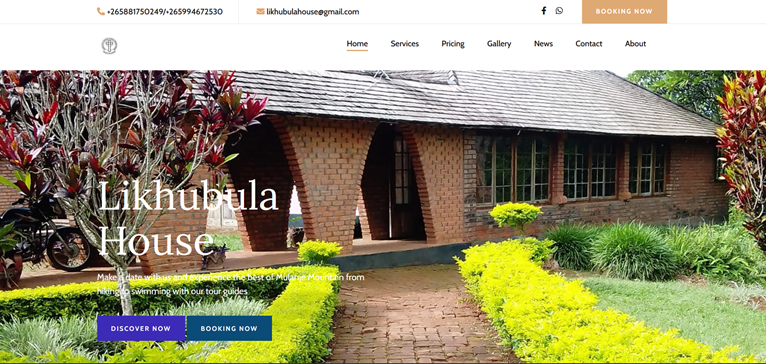 +265881750249/+265994672530
likhubulahouse@gmail.com
BOOKING NOW
Home Services Pricing Gallery News Contact About
Likhubula
House
Make a date with us and experience the best of Mulanje Mountain from
hiking to swimming with our tour guides.
DISCOVER NOW
BOOKING NOW